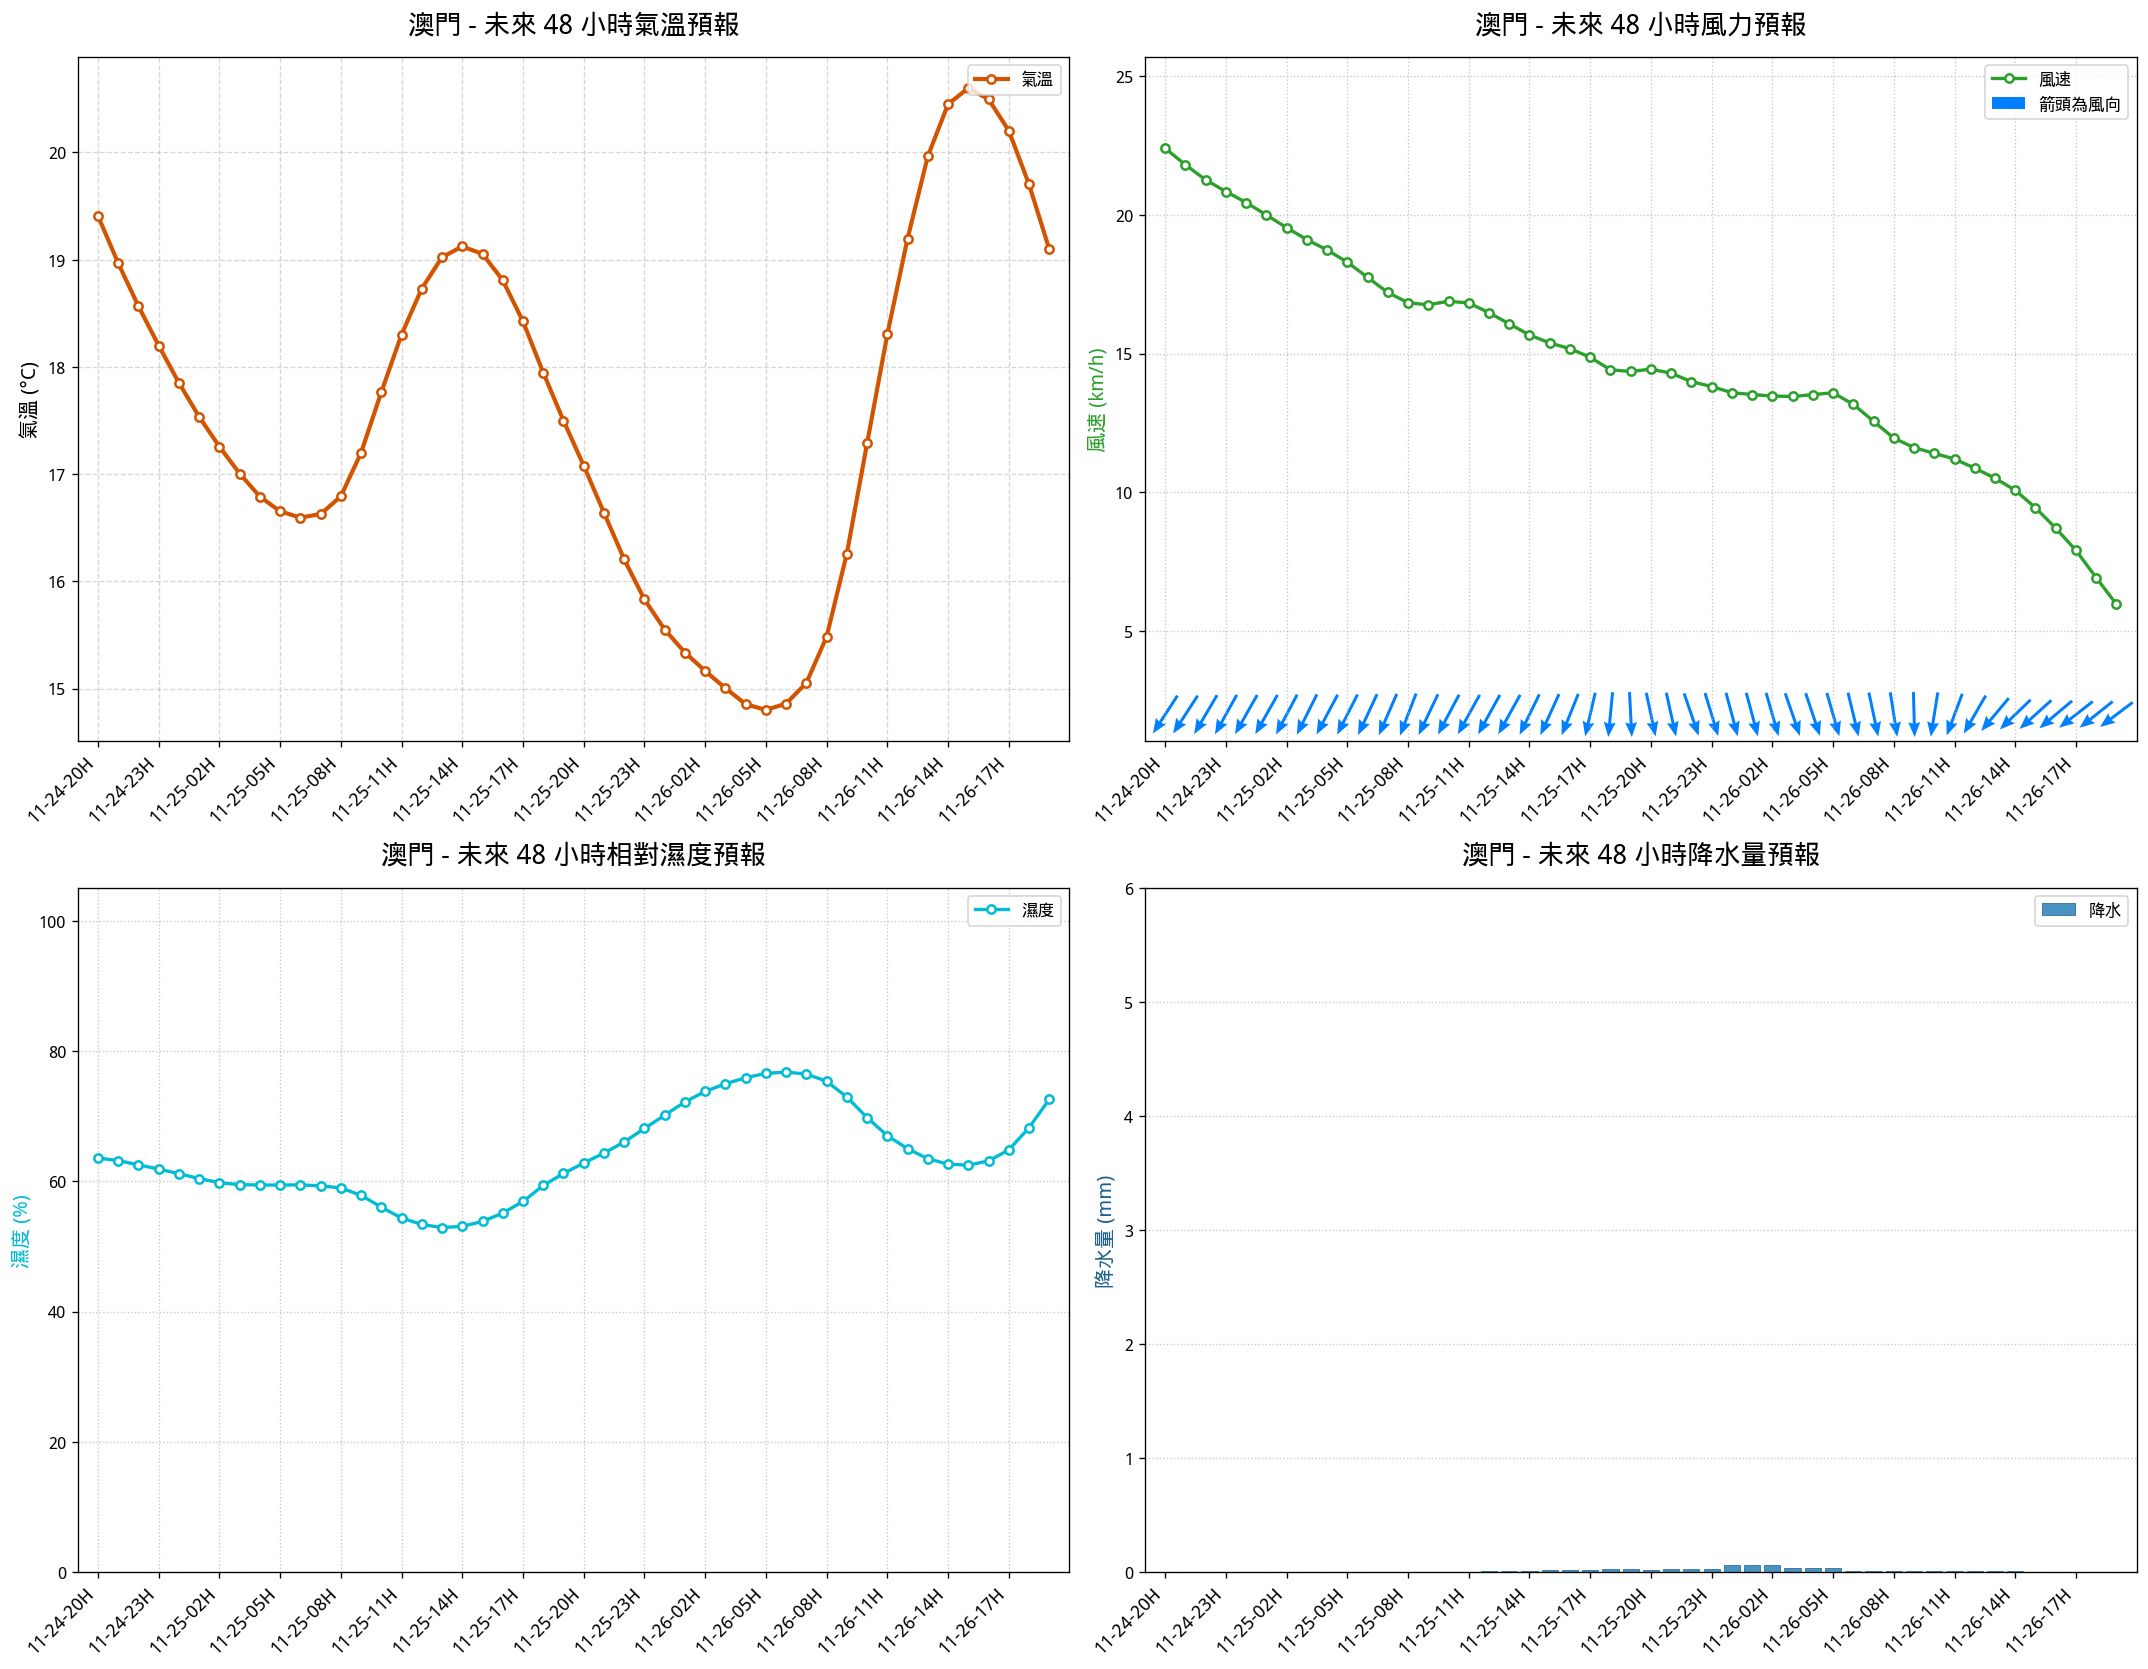 澳門 - 未來 48 小時氣溫預報
氣溫
氣溫 (°C)
20
19
18
17
16
15
11-24-20H
11-24-23H
11-25-02H
11-25-05H
11-25-08H
11-25-11H
11-25-14H
11-25-17H
11-25-20H
11-25-23H
11-26-02H
11-26-05H
11-26-08H
11-26-11H
11-26-14H
11-26-17H
澳門 - 未來 48 小時風力預報
風速
箭頭為風向
風速 (km/h)
25
20
15
10
5
11-24-20H
11-24-23H
11-25-02H
11-25-05H
11-25-08H
11-25-11H
11-25-14H
11-25-17H
11-25-20H
11-25-23H
11-26-02H
11-26-05H
11-26-08H
11-26-11H
11-26-14H
11-26-17H
澳門 - 未來 48 小時相對濕度預報
濕度
濕度 (%)
100
80
60
40
20
0
11-24-20H
11-24-23H
11-25-02H
11-25-05H
11-25-08H
11-25-11H
11-25-14H
11-25-17H
11-25-20H
11-25-23H
11-26-02H
11-26-05H
11-26-08H
11-26-11H
11-26-14H
11-26-17H
澳門 - 未來 48 小時降水量預報
降水
降水量 (mm)
6
5
4
3
2
1
0
11-24-20H
11-24-23H
11-25-02H
11-25-05H
11-25-08H
11-25-11H
11-25-14H
11-25-17H
11-25-20H
11-25-23H
11-26-02H
11-26-05H
11-26-08H
11-26-11H
11-26-14H
11-26-17H